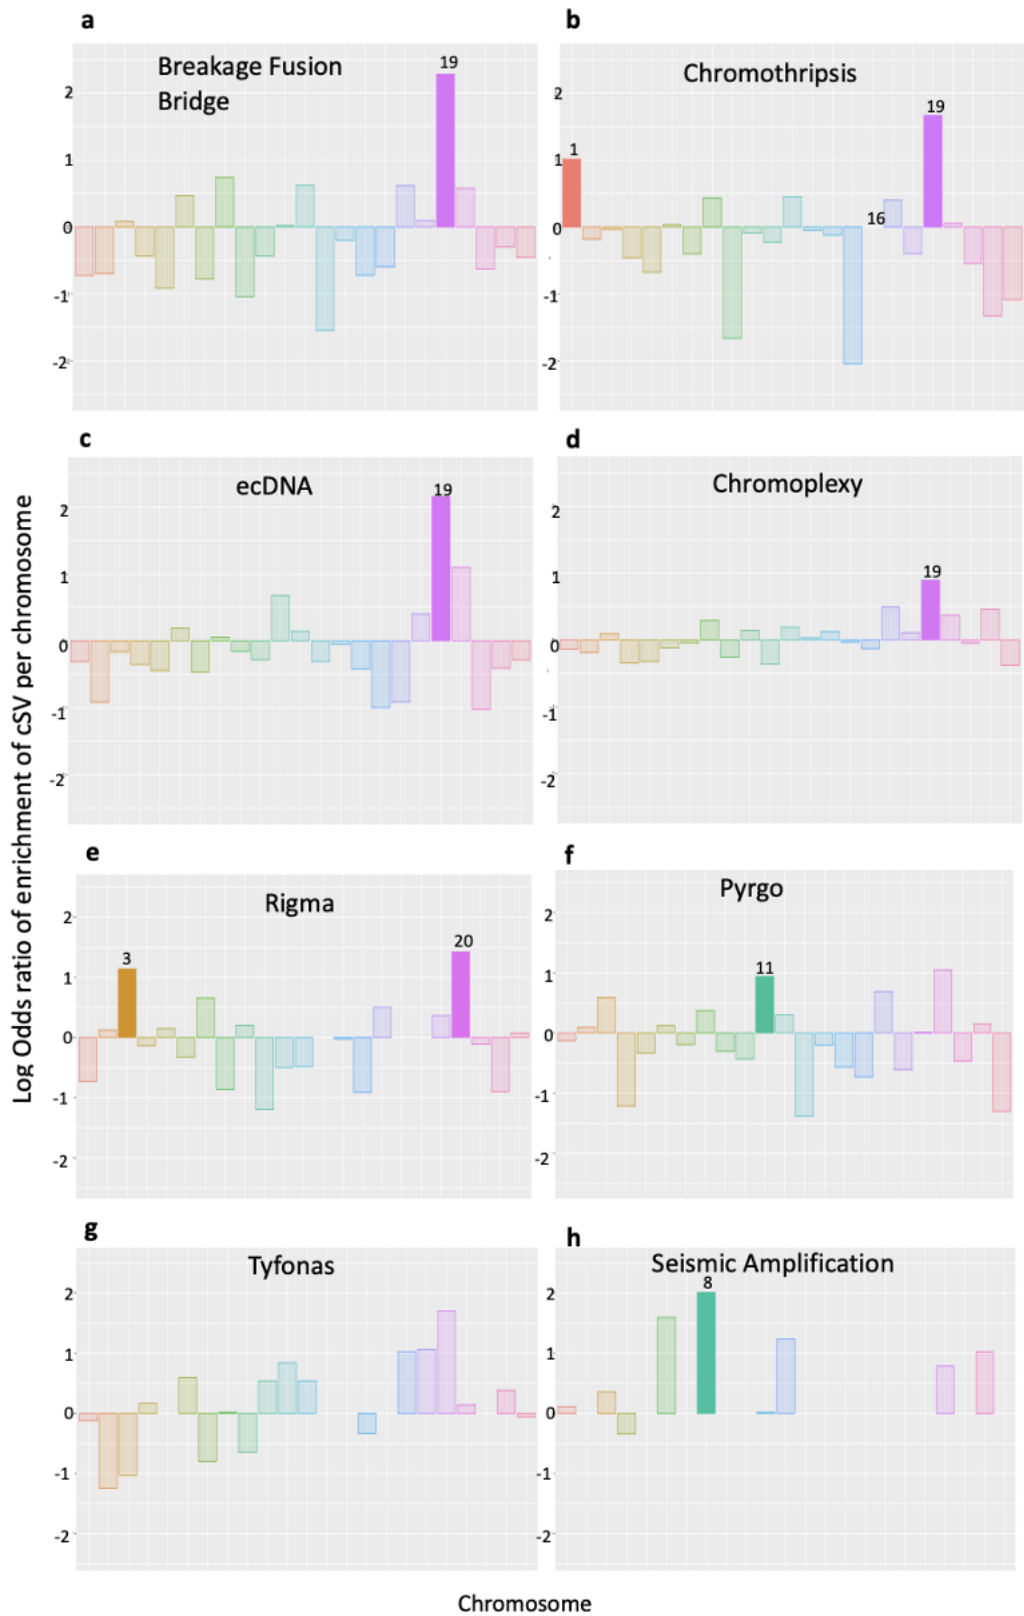 a
b
Breakage Fusion
Bridge
19
2
1
0
-1
-2
Chromothripsis
1
19
16
2
1
0
-1
-2
c
d
ecDNA
19
2
1
0
-1
-2
Chromoplexy
19
2
1
0
-1
-2
Log Odds ratio of enrichment of cSV per chromosome
e
f
Rigma
3
20
2
1
0
-1
-2
Pyrgo
11
2
1
0
-1
-2
g
h
Tyfonas
2
1
0
-1
-2
Seismic Amplification
8
2
1
0
-1
-2
Chromosome